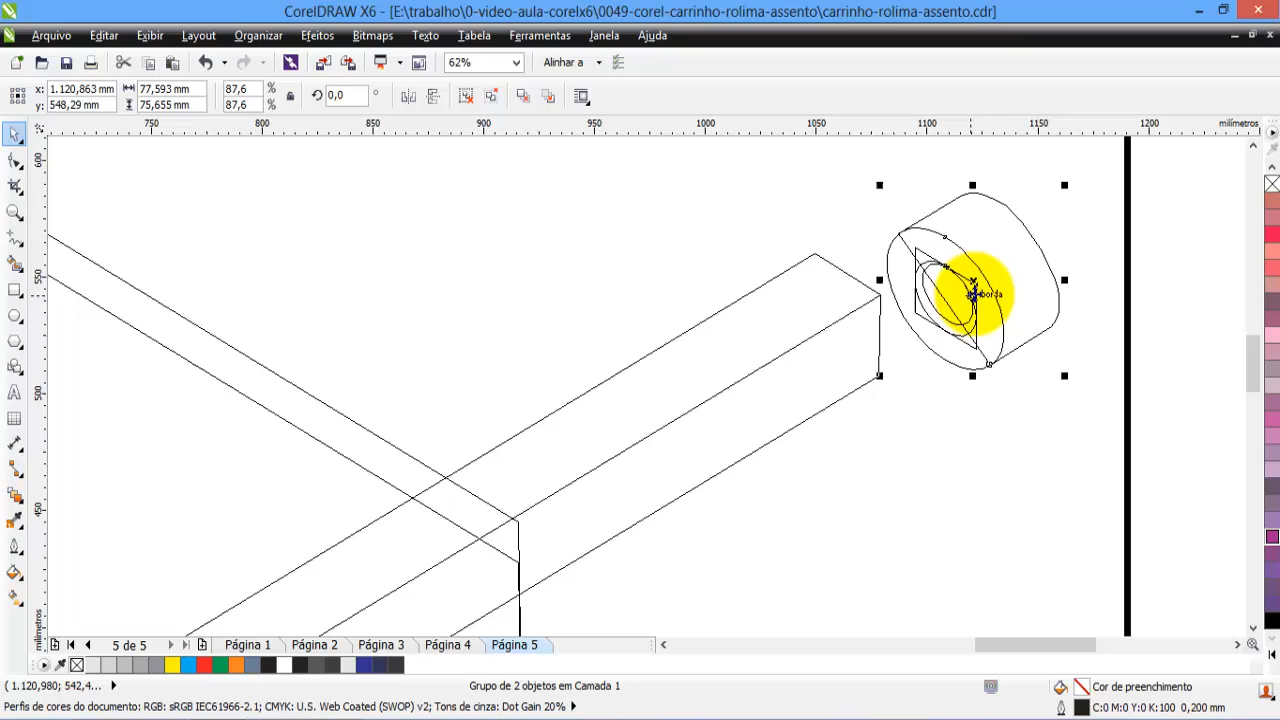 CorelDRAW X6 - [E:\trabalho\0-video-aula-corelx6\0049-corel-carrinho-rolima-assento\carrinho-rolima-assento.cdr]
Arquivo Editar Exibir Layout Organizar Efeitos Bitmaps Texto Tabela Ferramentas Janela Ajuda
62% Alinhar a
x: 1.120,863 mm 77,593 mm 87,6 % 0,0 °
y: 548,29 mm 75,655 mm 87,6 %
750 800 850 900 950 1000 1050 1100 1150 1200 milímetros
600
550
500
450
milímetros
borda
5 de 5 Página 1 Página 2 Página 3 Página 4 Página 5
( 1.120,980; 542,4... Grupo de 2 objetos em Camada 1 Cor de preenchimento
Perfis de cores do documento: RGB: sRGB IEC61966-2.1; CMYK: U.S. Web Coated (SWOP) v2; Tons de cinza: Dot Gain 20% C:0 M:0 Y:0 K:100 0,200 mm